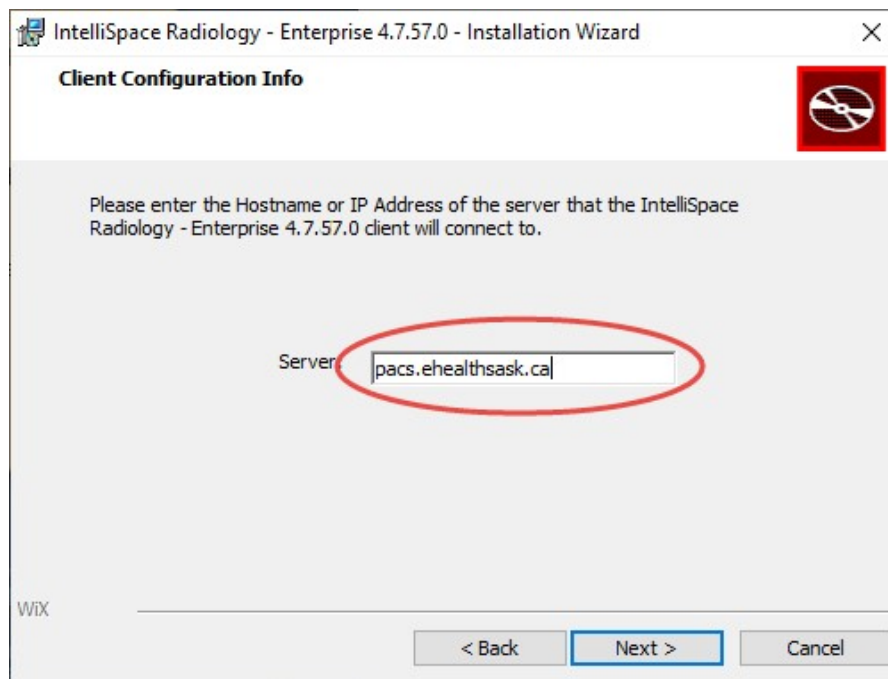 IntelliSpace Radiology - Enterprise 4.7.57.0 - Installation Wizard
Client Configuration Info
Please enter the Hostname or IP Address of the server that the IntelliSpace
Radiology - Enterprise 4.7.57.0 client will connect to.
Server: pacs.ehealthsask.ca
WiX
< Back Next > Cancel